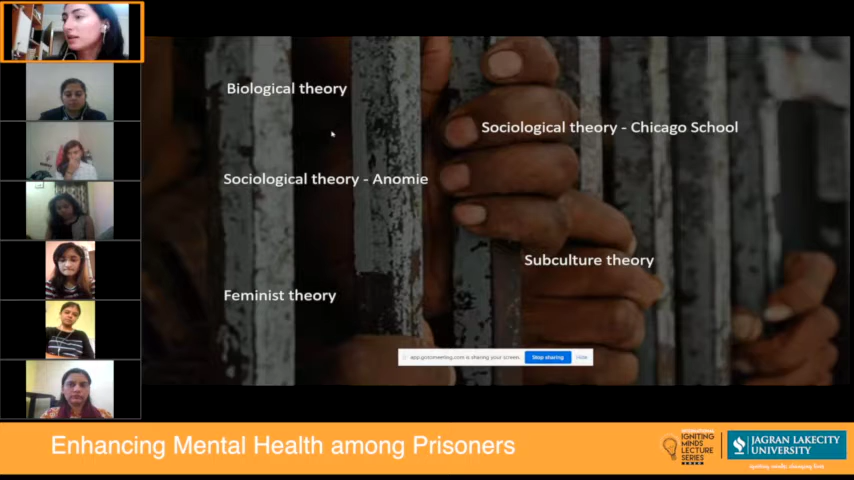 Biological theory
Sociological theory - Chicago School
Sociological theory - Anomie
Subculture theory
Feminist theory
app.gotomeeting.com is sharing your screen.
Stop sharing
Hide
Enhancing Mental Health among Prisoners
INTERNATIONAL
IGNITING
MINDS
LECTURE
SERIES
JAGRAN LAKECITY
UNIVERSITY